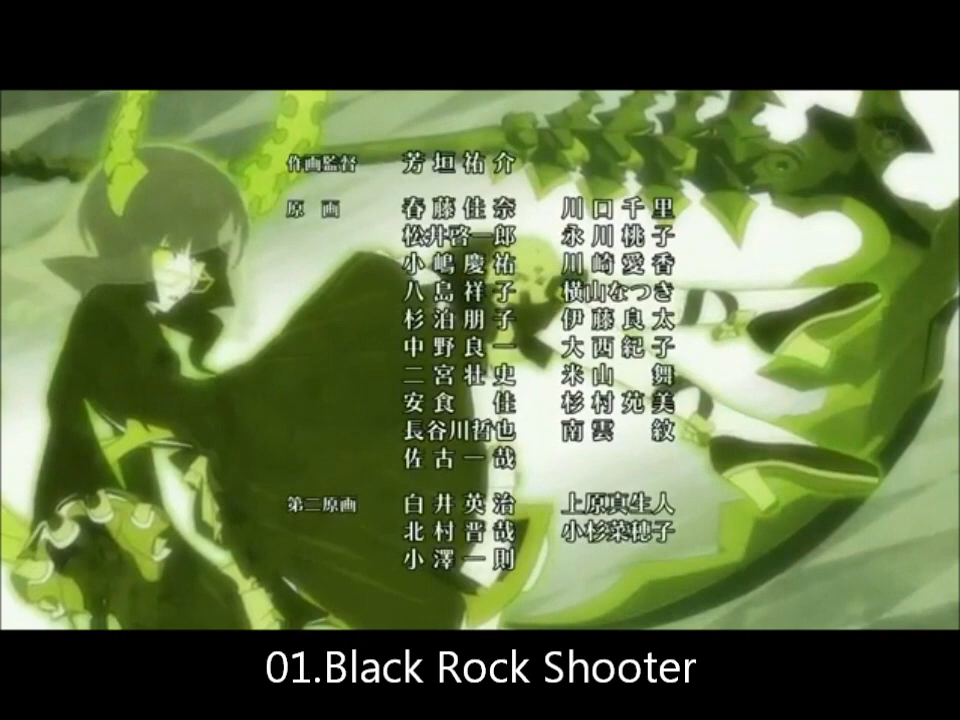 作画監督 芳垣祐介
原画 春藤佳奈 川口千里
松井啓一郎 永川桃子
小嶋慶祐 川崎愛香
八島祥子 横山なつき
杉泊朋子 伊藤良太
中野良一 大西紀子
二宮壮史 米山舞
安食佳 杉村苑美
長谷川哲也 南雲紋
佐古一哉
第二原画 白井英治 上原真生人
北村晋哉 小杉菜穂子
小澤一則
01.Black Rock Shooter